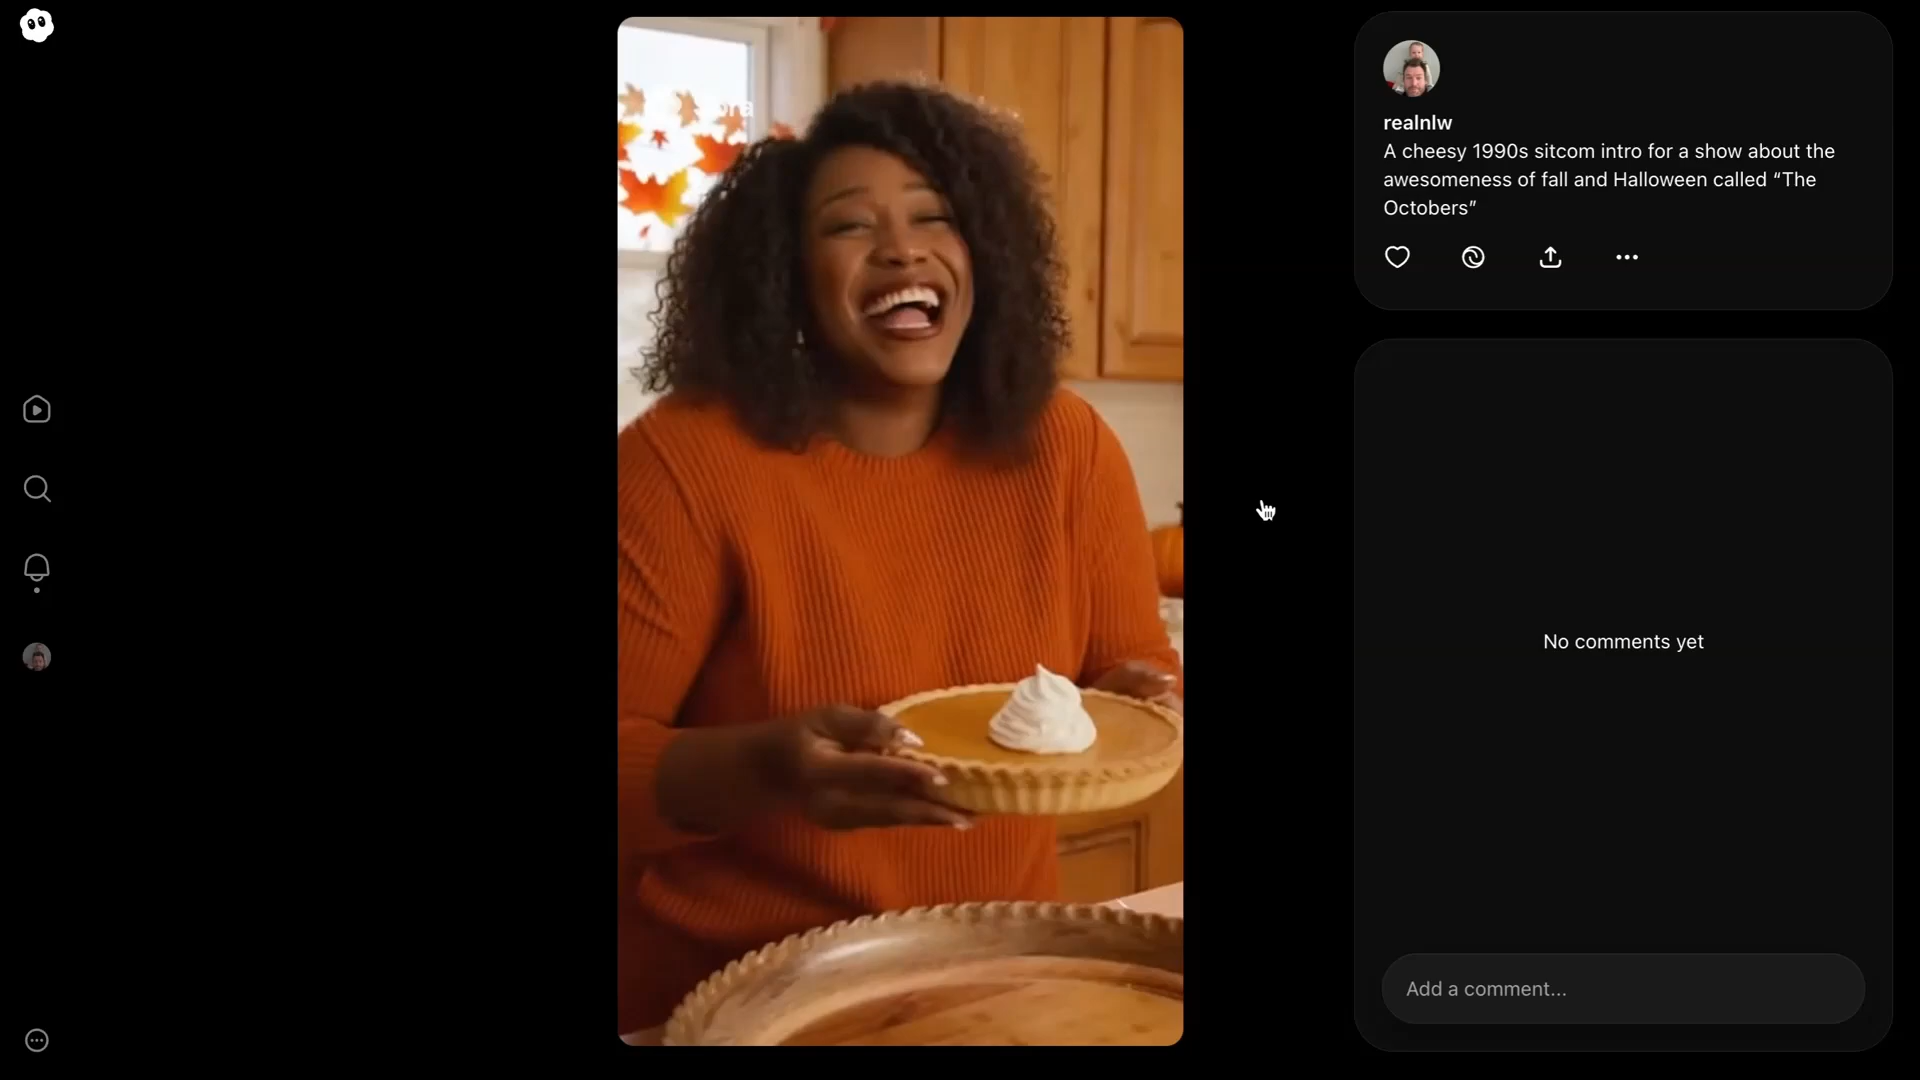 realnlw
A cheesy 1990s sitcom intro for a show about the
awesomeness of fall and Halloween called “The
Octobers”
No comments yet
Add a comment...